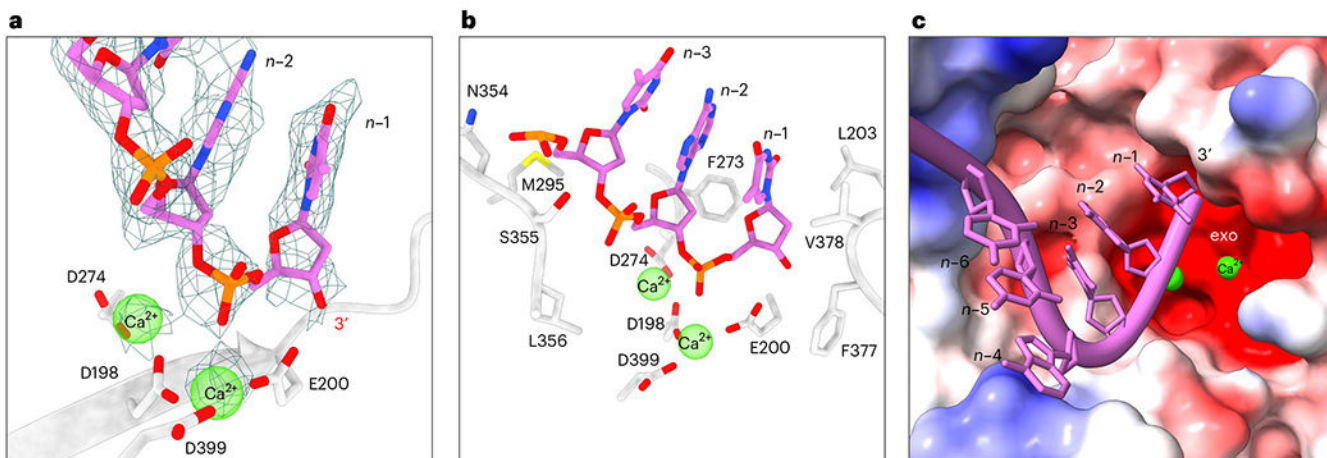 a
n–2
n–1
D274
Ca²⁺
D198
Ca²⁺
E200
3′
D399
b
n–3
N354
n–2
n–1
L203
F273
M295
S355
V378
D274
Ca²⁺
D198
L356
Ca²⁺
E200
D399
F377
c
n–1
3′
n–2
n–3
exo
n–6
Ca²⁺
n–5
n–4